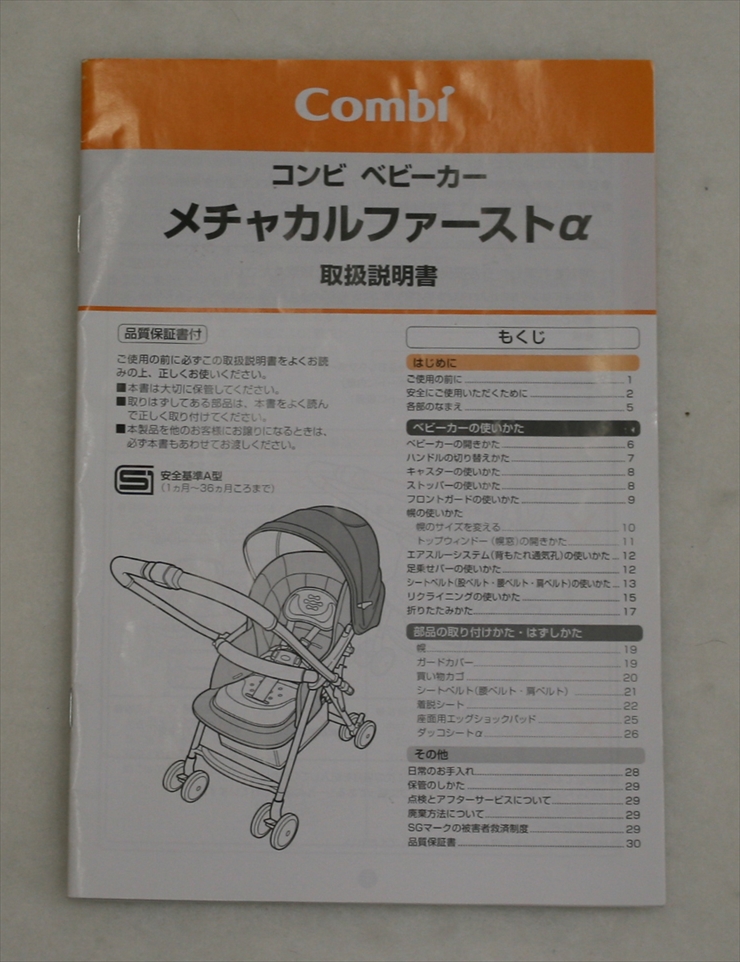 Combi
コンビ ベビーカー
メチャカルファーストα
取扱説明書
品質保証書付
ご使用の前に必ずこの取扱説明書をよくお読
みの上、正しくお使いください。
■本書は大切に保管してください。
■取りはずしてある部品は、本書をよく読ん
で正しく取り付けてください。
■本製品を他のお客様にお譲りになるときは、
必ず本書もあわせてお渡しください。
安全基準A型
(1ヵ月~36ヵ月ころまで)
もくじ
はじめに
ご使用の前に 1
安全にご使用いただくために 2
各部のなまえ 5
ベビーカーの使いかた
ベビーカーの開きかた 6
ハンドルの切り替えかた 7
キャスターの使いかた 8
ストッパーの使いかた 8
フロントガードの使いかた 9
幌の使いかた
幌のサイズを変える 10
トップウィンドー(幌窓)の開きかた 11
エアスルーシステム(背もたれ通気孔)の使いかた 12
足乗せバーの使いかた 12
シートベルト(股ベルト・腰ベルト・肩ベルト)の使いかた 13
リクライニングの使いかた 15
折りたたみかた 17
部品の取り付けかた・はずしかた
幌 19
ガードカバー 19
買い物カゴ 20
シートベルト(腰ベルト・肩ベルト) 21
着脱シート 22
座面用エッグショックパッド 25
ダッコシートα 26
その他
日常のお手入れ 28
保管のしかた 29
点検とアフターサービスについて 29
廃棄方法について 29
SGマークの被害者救済制度 29
品質保証書 30